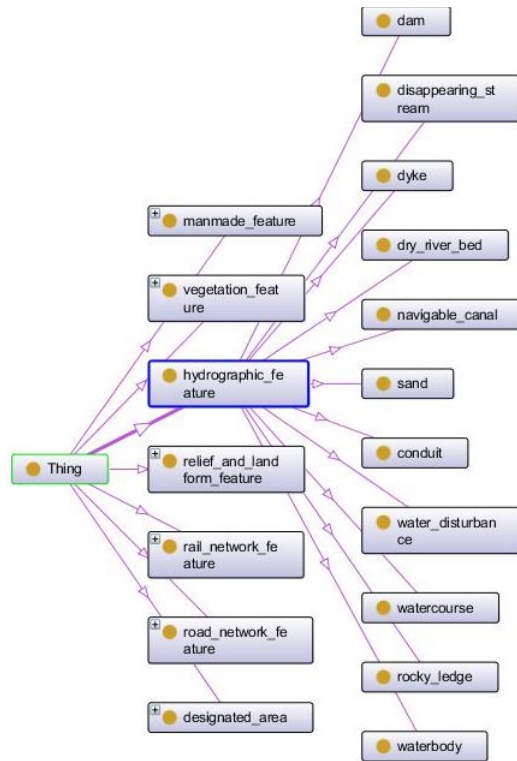 dam
disappearing_st
ream
dyke
manmade_feature
dry_river_bed
vegetation_feat
ure
navigable_canal
hydrographic_fe
ature
sand
conduit
Thing
relief_and_land
form_feature
water_disturban
ce
rail_network_fe
ature
watercourse
road_network_fe
ature
rocky_ledge
designated_area
waterbody